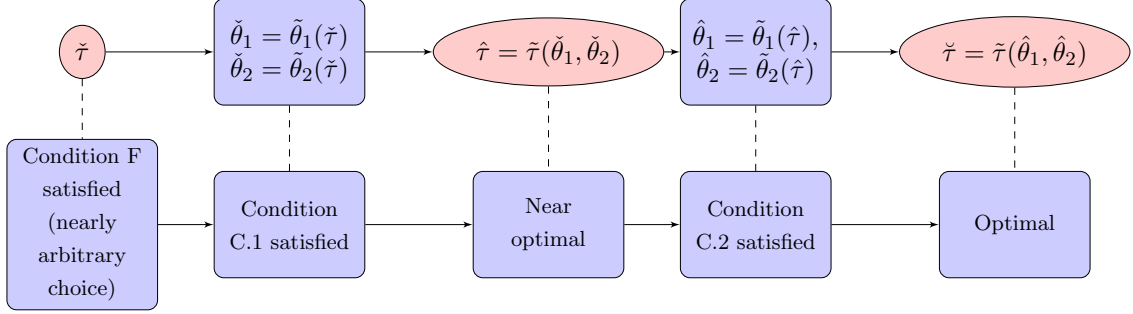 τ̌
θ̌₁ = θ̃₁(τ̌)
θ̌₂ = θ̃₂(τ̌)
τ̂ = τ̃(θ̌₁, θ̌₂)
θ̂₁ = θ̃₁(τ̂),
θ̂₂ = θ̃₂(τ̂)
τ̆ = τ̃(θ̂₁, θ̂₂)
Condition F
satisfied
(nearly
arbitrary
choice)
Condition
C.1 satisfied
Near
optimal
Condition
C.2 satisfied
Optimal